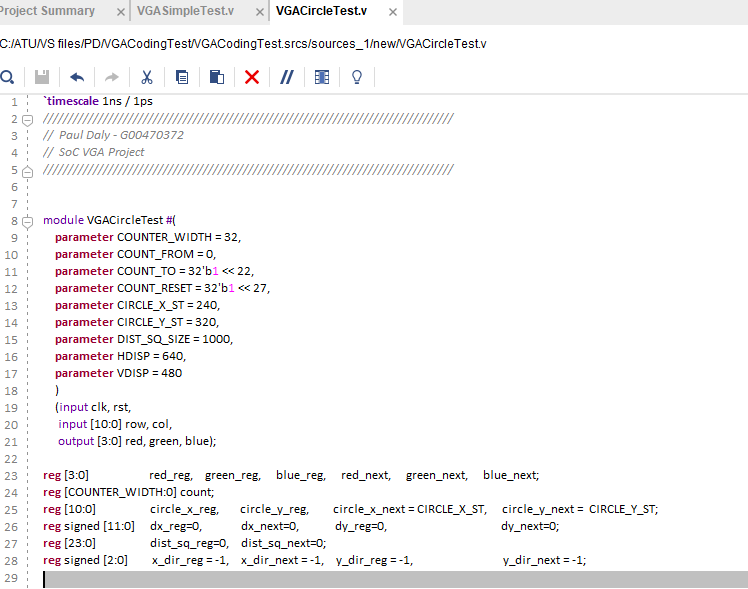 Project Summary × VGASimpleTest.v × VGACircleTest.v ×
C:/ATU/VS files/PD/VGACodingTest/VGACodingTest.srcs/sources_1/new/VGACircleTest.v
1 `timescale 1ns / 1ps
2 //////////////////////////////////////////////////////////////////////////////////
3 // Paul Daly - G00470372
4 // SoC VGA Project
5 //////////////////////////////////////////////////////////////////////////////////
6
7
8 module VGACircleTest #(
9 parameter COUNTER_WIDTH = 32,
10 parameter COUNT_FROM = 0,
11 parameter COUNT_TO = 32'b1 << 22,
12 parameter COUNT_RESET = 32'b1 << 27,
13 parameter CIRCLE_X_ST = 240,
14 parameter CIRCLE_Y_ST = 320,
15 parameter DIST_SQ_SIZE = 1000,
16 parameter HDISP = 640,
17 parameter VDISP = 480
18 )
19 (input clk, rst,
20 input [10:0] row, col,
21 output [3:0] red, green, blue);
22
23 reg [3:0] red_reg, green_reg, blue_reg, red_next, green_next, blue_next;
24 reg [COUNTER_WIDTH:0] count;
25 reg [10:0] circle_x_reg, circle_y_reg, circle_x_next = CIRCLE_X_ST, circle_y_next = CIRCLE_Y_ST;
26 reg signed [11:0] dx_reg=0, dx_next=0, dy_reg=0, dy_next=0;
27 reg [23:0] dist_sq_reg=0, dist_sq_next=0;
28 reg signed [2:0] x_dir_reg = -1, x_dir_next = -1, y_dir_reg = -1, y_dir_next = -1;
29